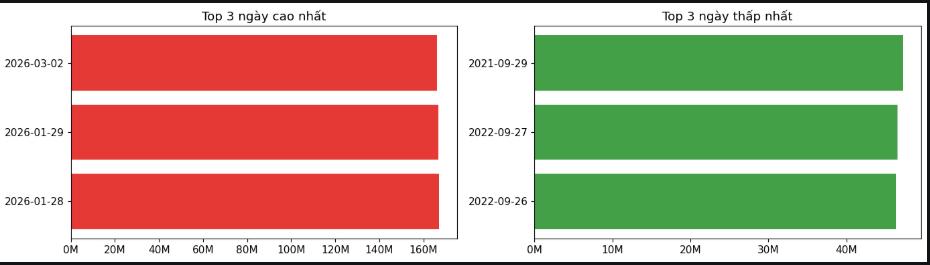 Top 3 ngày cao nhất
2026-03-02
2026-01-29
2026-01-28
0M 20M 40M 60M 80M 100M 120M 140M 160M
Top 3 ngày thấp nhất
2021-09-29
2022-09-27
2022-09-26
0M 10M 20M 30M 40M